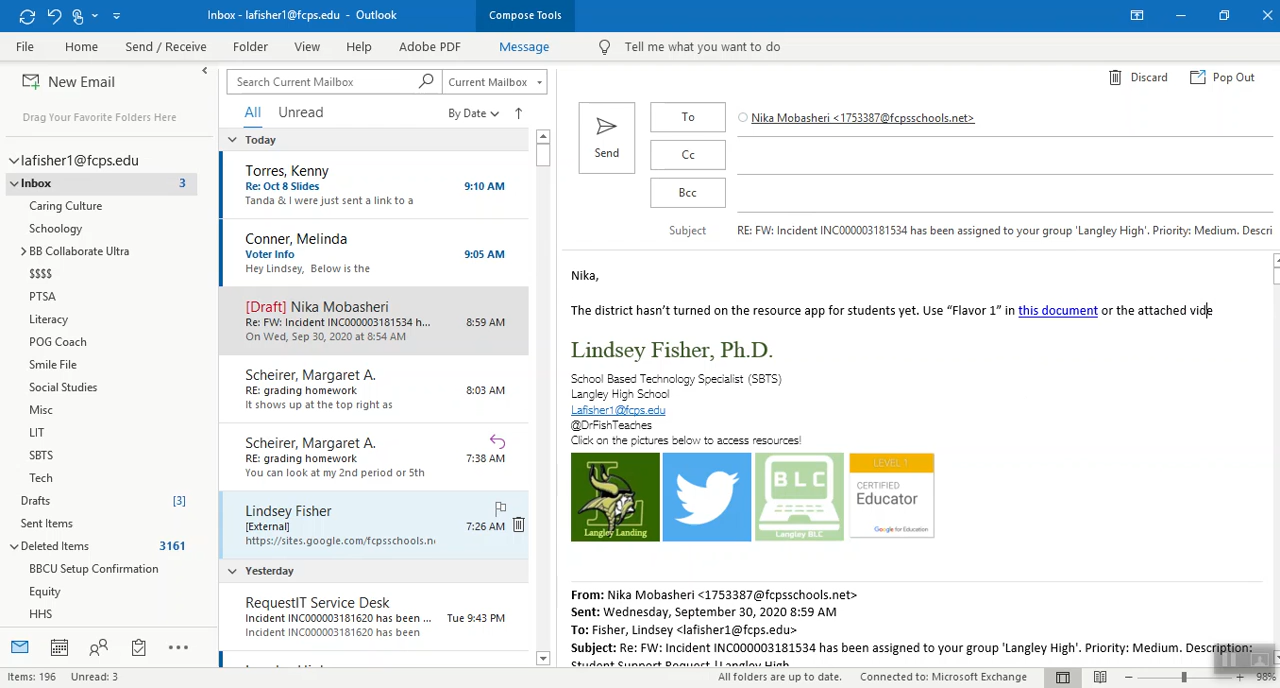 Inbox - lafisher1@fcps.edu - Outlook
Compose Tools
File Home Send / Receive Folder View Help Adobe PDF Message Tell me what you want to do
New Email
Drag Your Favorite Folders Here
lafisher1@fcps.edu
Inbox 3
Caring Culture
Schoology
BB Collaborate Ultra
$$$$
PTSA
Literacy
POG Coach
Smile File
Social Studies
Misc
LIT
SBTS
Tech
Drafts [3]
Sent Items
Deleted Items 3161
BBCU Setup Confirmation
Equity
HHS
Search Current Mailbox Current Mailbox
All Unread By Date
Today
Torres, Kenny
Re: Oct 8 Slides 9:10 AM
Tanda & I were just sent a link to a
Conner, Melinda
Voter Info 9:05 AM
Hey Lindsey, Below is the
[Draft] Nika Mobasheri
Re: FW: Incident INC000003181534 h... 8:59 AM
On Wed, Sep 30, 2020 at 8:54 AM
Scheirer, Margaret A.
RE: grading homework 8:03 AM
It shows up at the top right as
Scheirer, Margaret A.
RE: grading homework 7:38 AM
You can look at my 2nd period or 5th
Lindsey Fisher
[External] 7:26 AM
https://sites.google.com/fcpsschools.ne
Yesterday
RequestIT Service Desk
Incident INC000003181620 has been ... Tue 9:43 PM
Incident INC000003181620 has been
Discard Pop Out
Send
To Nika Mobasheri <1753387@fcpsschools.net>
Cc
Bcc
Subject RE: FW: Incident INC000003181534 has been assigned to your group 'Langley High'. Priority: Medium. Descri
Nika,
The district hasn’t turned on the resource app for students yet. Use “Flavor 1” in this document or the attached vide
Lindsey Fisher, Ph.D.
School Based Technology Specialist (SBTS)
Langley High School
Lafisher1@fcps.edu
@DrFishTeaches
Click on the pictures below to access resources!
L
Langley Landing
BLC
Langley BLC
LEVEL 1
CERTIFIED
Educator
Google for Education
From: Nika Mobasheri <1753387@fcpsschools.net>
Sent: Wednesday, September 30, 2020 8:59 AM
To: Fisher, Lindsey <lafisher1@fcps.edu>
Subject: Re: FW: Incident INC000003181534 has been assigned to your group 'Langley High'. Priority: Medium. Description:
Student Support Request |Langley High
Items: 196 Unread: 3 All folders are up to date. Connected to: Microsoft Exchange 98%